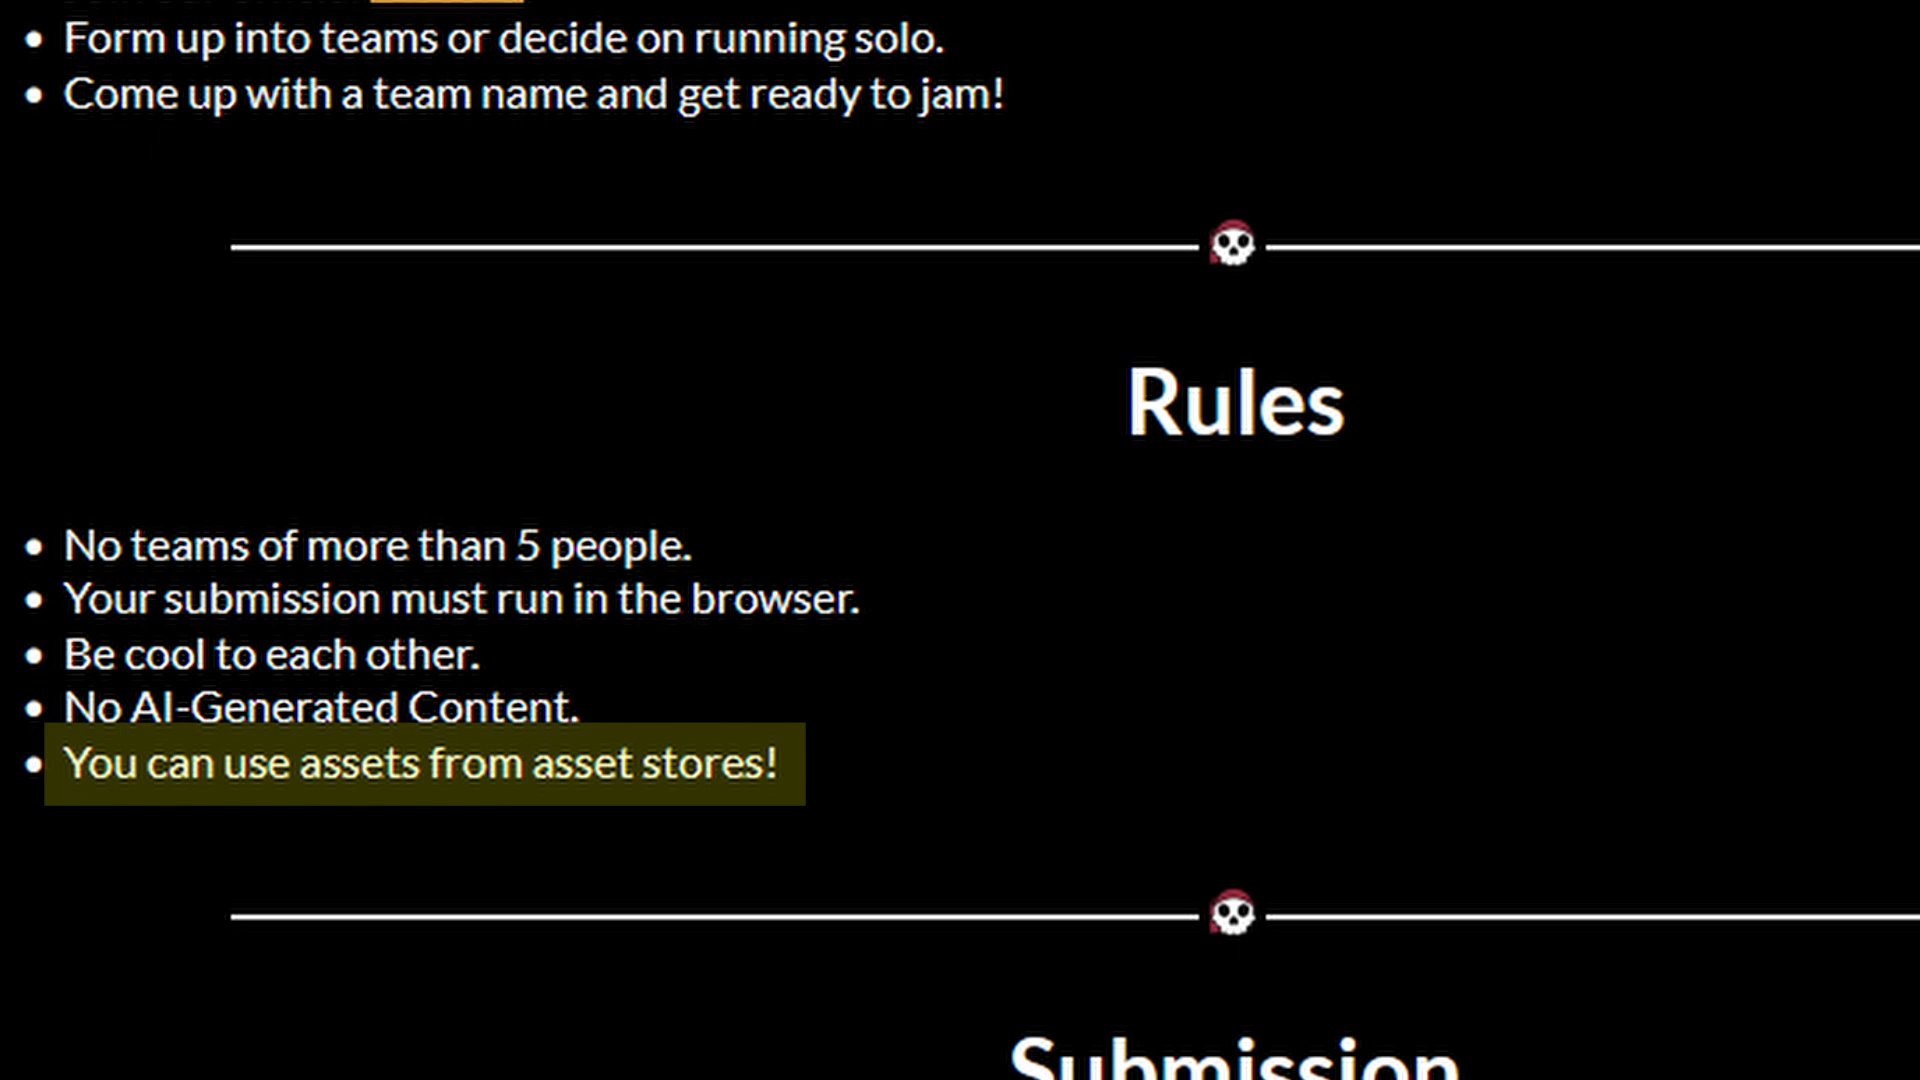 Form up into teams or decide on running solo.
Come up with a team name and get ready to jam!
Rules
No teams of more than 5 people.
Your submission must run in the browser.
Be cool to each other.
No AI-Generated Content.
You can use assets from asset stores!
Submission